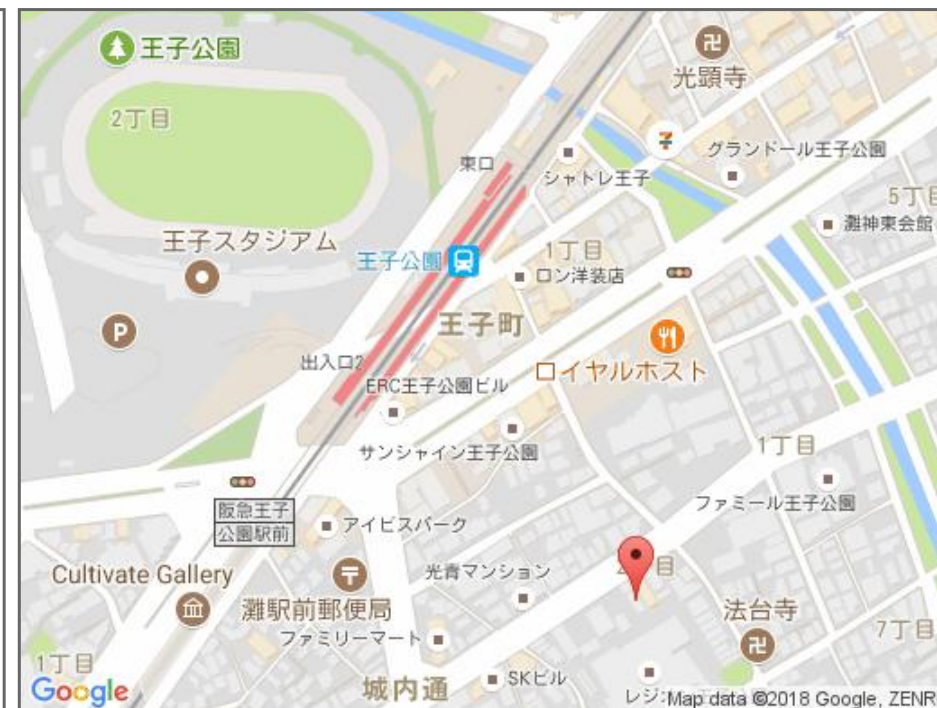 王子公園
光顕寺
2丁目
東口
グランドール王子公園
シャトレ王子
5丁目
灘神東会館
王子スタジアム
王子公園
1丁目
ロン洋装店
P
王子町
出入口2
ロイヤルホスト
ERC王子公園ビル
サンシャイン王子公園
1丁目
阪急王子
公園駅前
ファミール王子公園
アイビスパーク
Cultivate Gallery
光青マンション
灘駅前郵便局
ファミリーマート
法台寺
7丁目
1丁目
Google
城内通
SKビル
レジ
Map data ©2018 Google, ZENR